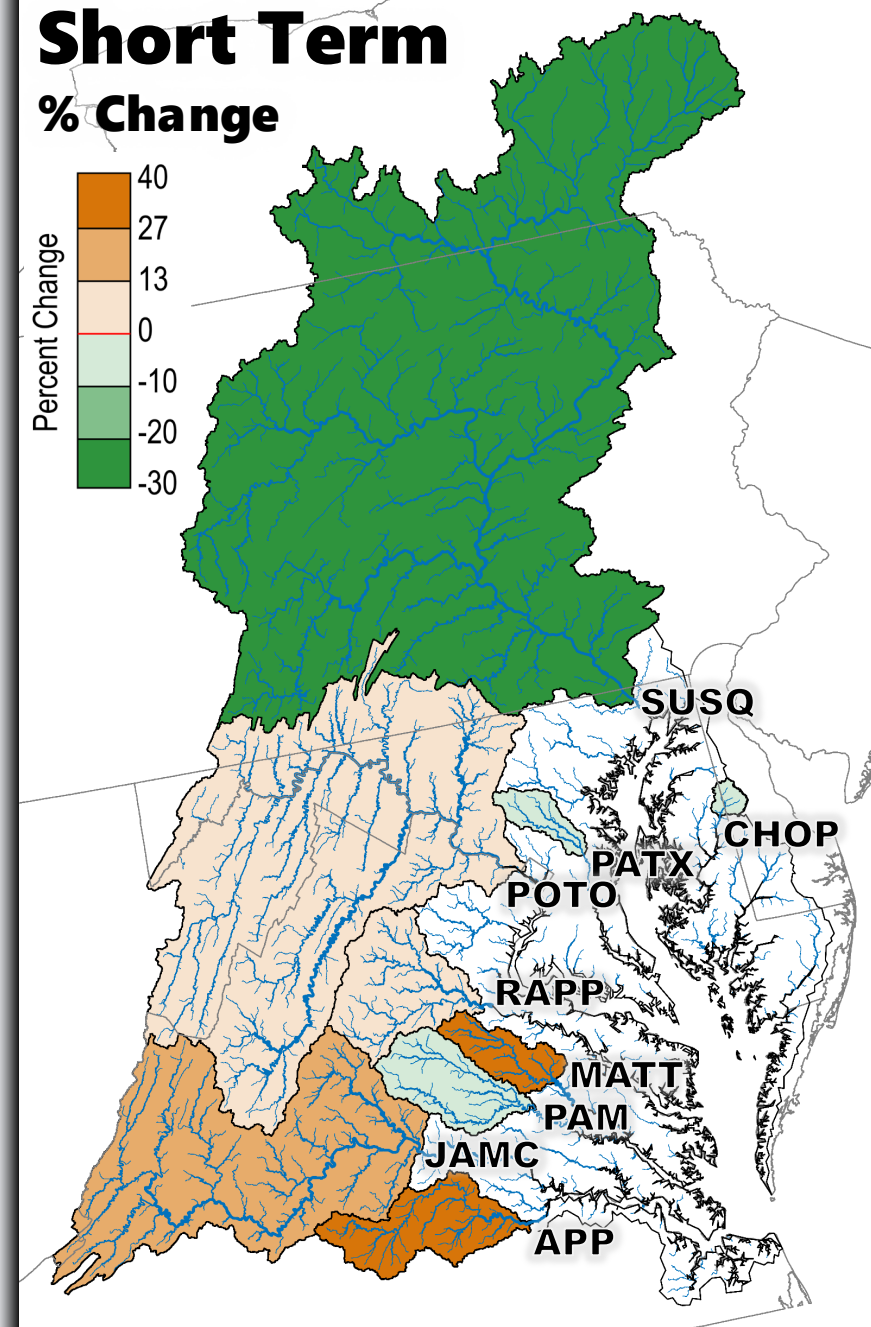 Short Term
% Change
Percent Change
40
27
13
0
-10
-20
-30
SUSQ
CHOP
PATX
POTO
RAPP
MATT
PAM
JAMC
APP